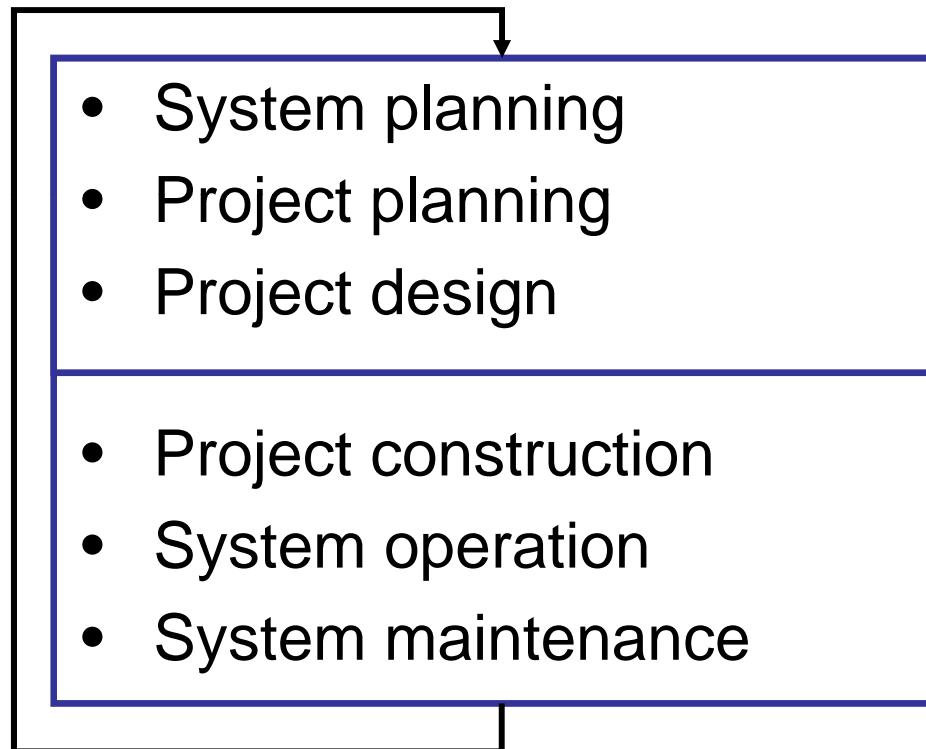 • System planning
• Project planning
• Project design
• Project construction
• System operation
• System maintenance